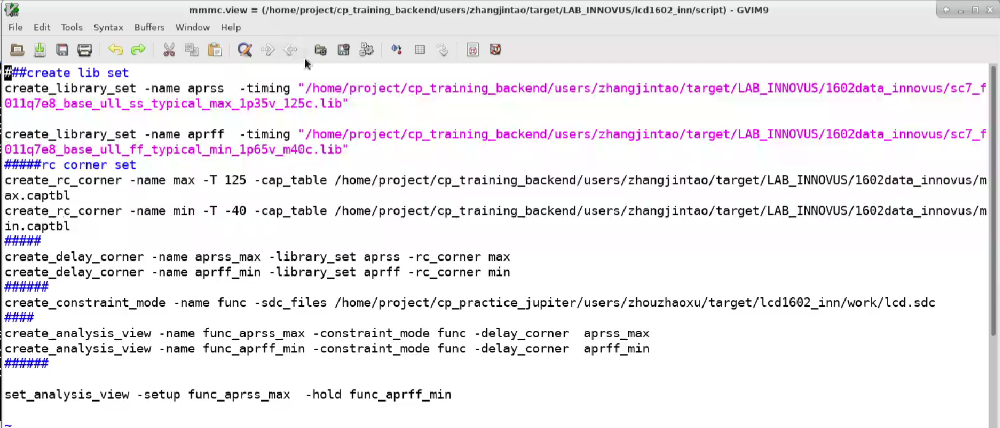 mmmc.view = (/home/project/cp_training_backend/users/zhangjintao/target/LAB_INNOVUS/lcd1602_inn/script) - GVIM9
File Edit Tools Syntax Buffers Window Help
###create lib set
create_library_set -name aprss  -timing "/home/project/cp_training_backend/users/zhangjintao/target/LAB_INNOVUS/1602data_innovus/sc7_f
011q7e8_base_ull_ss_typical_max_1p35v_125c.lib"
create_library_set -name aprff  -timing "/home/project/cp_training_backend/users/zhangjintao/target/LAB_INNOVUS/1602data_innovus/sc7_f
011q7e8_base_ull_ff_typical_min_1p65v_m40c.lib"
#####rc corner set
create_rc_corner -name max -T 125 -cap_table /home/project/cp_training_backend/users/zhangjintao/target/LAB_INNOVUS/1602data_innovus/m
ax.captbl
create_rc_corner -name min -T -40 -cap_table /home/project/cp_training_backend/users/zhangjintao/target/LAB_INNOVUS/1602data_innovus/m
in.captbl
#####
create_delay_corner -name aprss_max -library_set aprss -rc_corner max
create_delay_corner -name aprff_min -library_set aprff -rc_corner min
######
create_constraint_mode -name func -sdc_files /home/project/cp_practice_jupiter/users/zhouzhaoxu/target/lcd1602_inn/work/lcd.sdc
####
create_analysis_view -name func_aprss_max -constraint_mode func -delay_corner  aprss_max
create_analysis_view -name func_aprff_min -constraint_mode func -delay_corner  aprff_min
######
set_analysis_view -setup func_aprss_max  -hold func_aprff_min
~